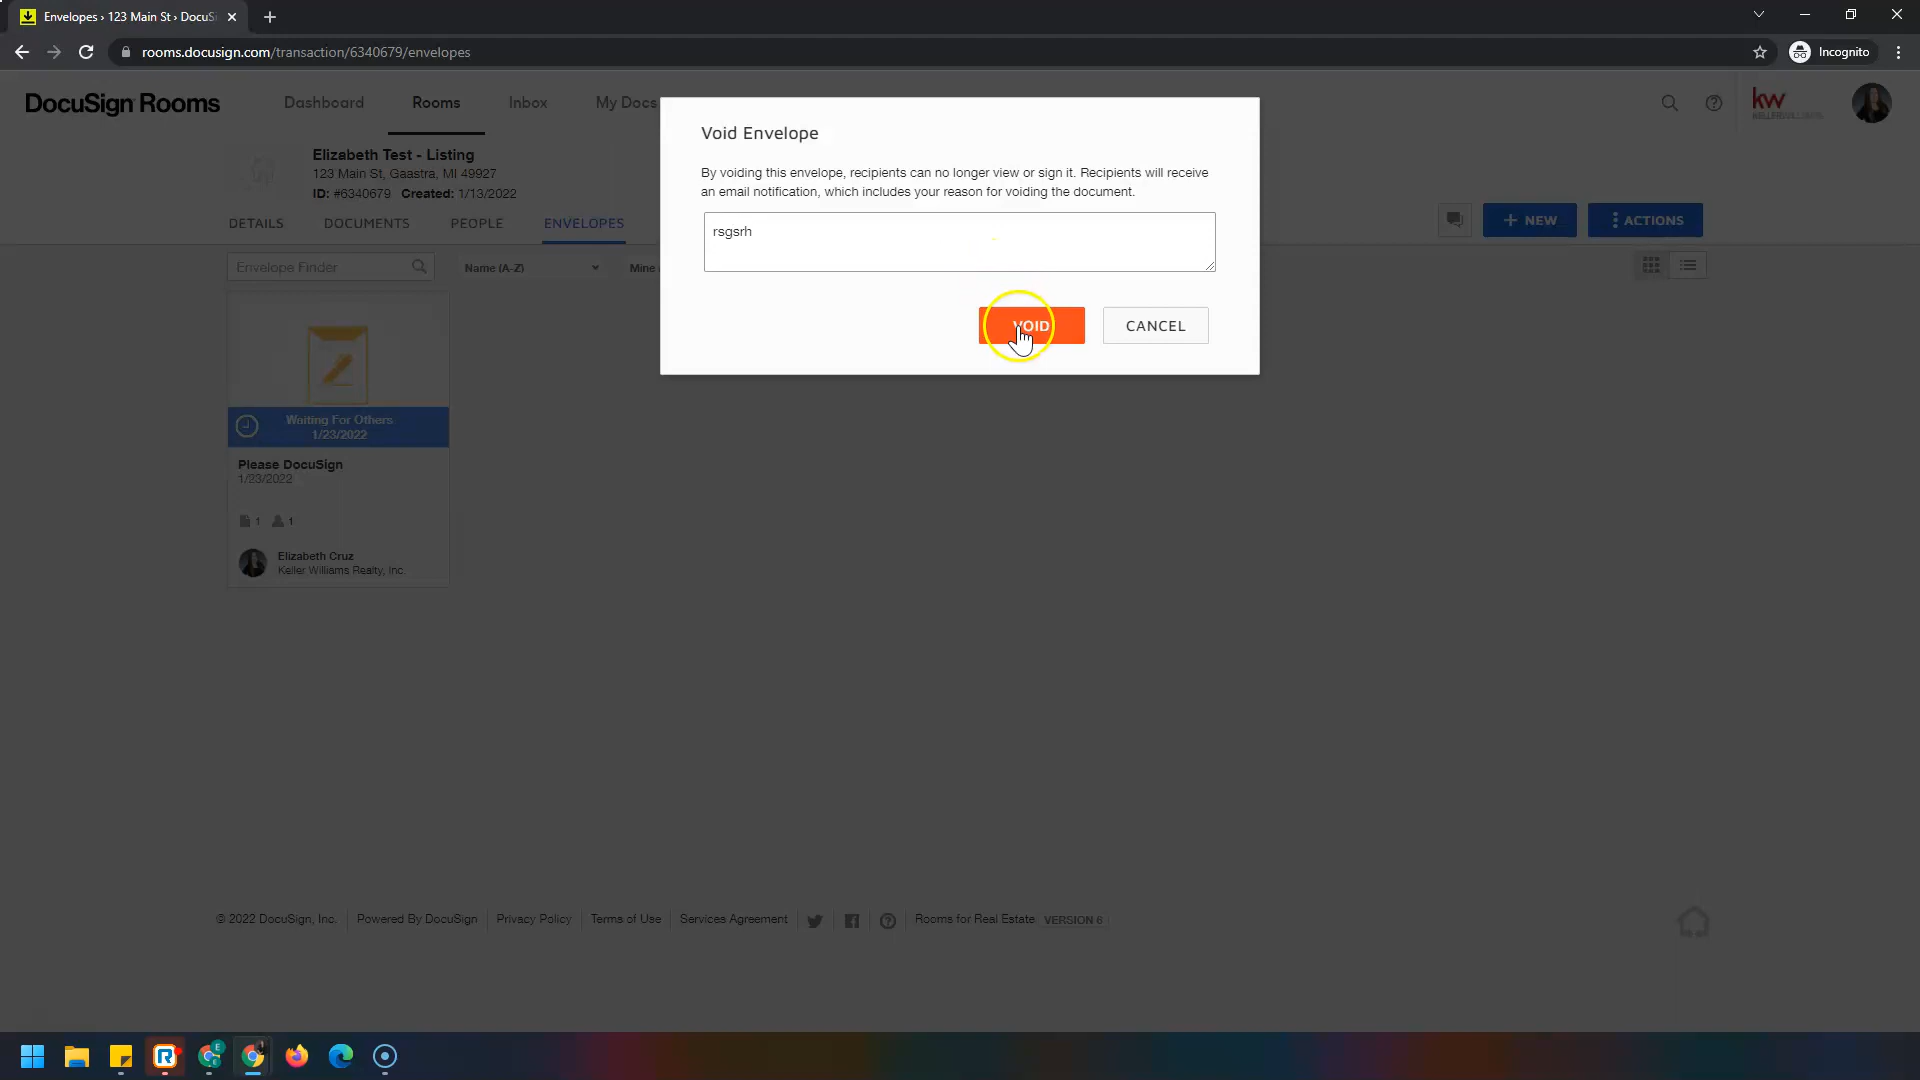 Envelopes › 123 Main St › DocuSi
rooms.docusign.com/transaction/6340679/envelopes
Incognito
DocuSign Rooms
Dashboard
Rooms
Inbox
My Docs
kw
KELLERWILLIAMS
Elizabeth Test - Listing
123 Main St, Gaastra, MI 49927
ID: #6340679 Created: 1/13/2022
DETAILS
DOCUMENTS
PEOPLE
ENVELOPES
+ NEW
ACTIONS
Void Envelope
By voiding this envelope, recipients can no longer view or sign it. Recipients will receive
an email notification, which includes your reason for voiding the document.
rsgsrh
VOID
CANCEL
Envelope Finder
Name (A-Z)
Mine
Waiting For Others
1/23/2022
Please DocuSign
1/23/2022
1
1
Elizabeth Cruz
Keller Williams Realty, Inc.
© 2022 DocuSign, Inc.
Powered By DocuSign
Privacy Policy
Terms of Use
Services Agreement
Rooms for Real Estate
VERSION 6